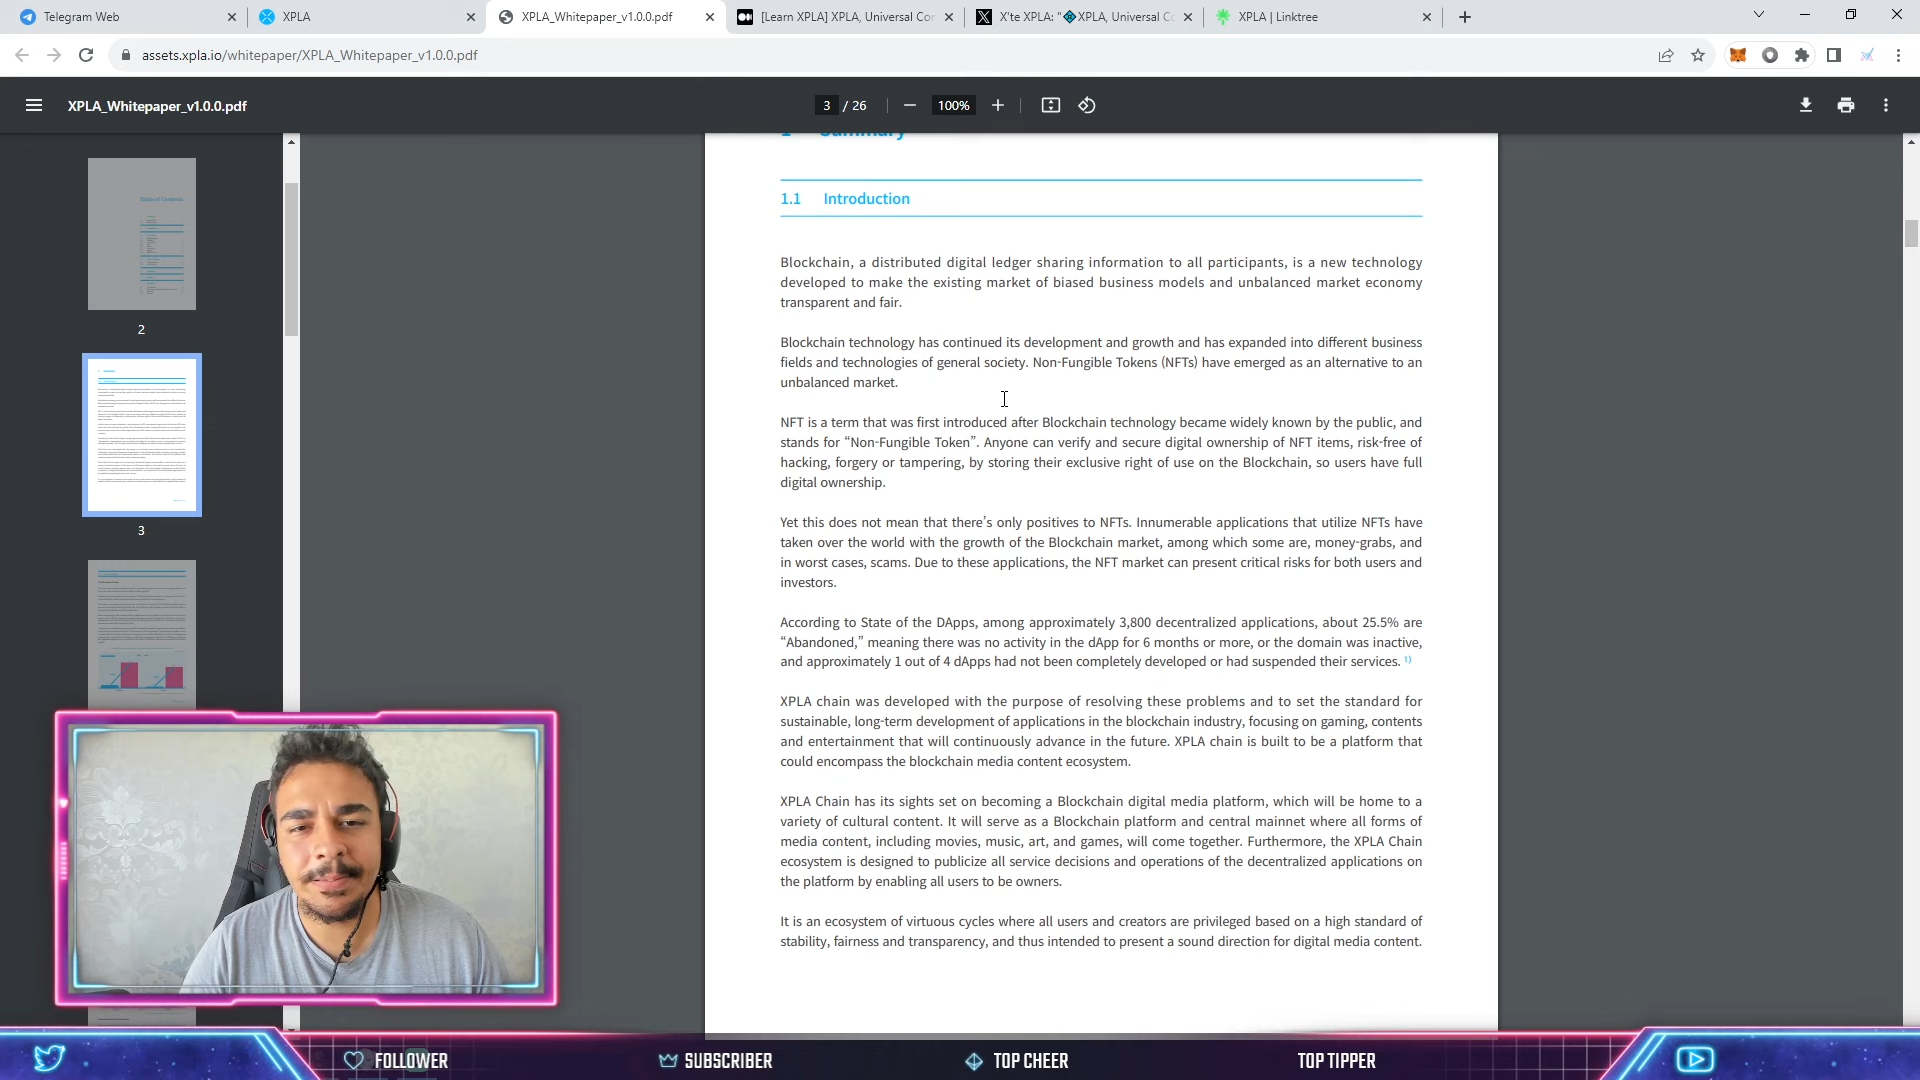 Telegram Web
XPLA
XPLA_Whitepaper_v1.0.0.pdf
[Learn XPLA] XPLA, Universal Cor
X'te XPLA: "XPLA, Universal Co
XPLA | Linktree
assets.xpla.io/whitepaper/XPLA_Whitepaper_v1.0.0.pdf
XPLA_Whitepaper_v1.0.0.pdf
3 / 26
100%
1 Summary
1.1 Introduction
Blockchain, a distributed digital ledger sharing information to all participants, is a new technology
developed to make the existing market of biased business models and unbalanced market economy
transparent and fair.
Blockchain technology has continued its development and growth and has expanded into different business
fields and technologies of general society. Non-Fungible Tokens (NFTs) have emerged as an alternative to an
unbalanced market.
NFT is a term that was first introduced after Blockchain technology became widely known by the public, and
stands for “Non-Fungible Token”. Anyone can verify and secure digital ownership of NFT items, risk-free of
hacking, forgery or tampering, by storing their exclusive right of use on the Blockchain, so users have full
digital ownership.
Yet this does not mean that there’s only positives to NFTs. Innumerable applications that utilize NFTs have
taken over the world with the growth of the Blockchain market, among which some are, money-grabs, and
in worst cases, scams. Due to these applications, the NFT market can present critical risks for both users and
investors.
According to State of the DApps, among approximately 3,800 decentralized applications, about 25.5% are
“Abandoned,” meaning there was no activity in the dApp for 6 months or more, or the domain was inactive,
and approximately 1 out of 4 dApps had not been completely developed or had suspended their services. 1)
XPLA chain was developed with the purpose of resolving these problems and to set the standard for
sustainable, long-term development of applications in the blockchain industry, focusing on gaming, contents
and entertainment that will continuously advance in the future. XPLA chain is built to be a platform that
could encompass the blockchain media content ecosystem.
XPLA Chain has its sights set on becoming a Blockchain digital media platform, which will be home to a
variety of cultural content. It will serve as a Blockchain platform and central mainnet where all forms of
media content, including movies, music, art, and games, will come together. Furthermore, the XPLA Chain
ecosystem is designed to publicize all service decisions and operations of the decentralized applications on
the platform by enabling all users to be owners.
It is an ecosystem of virtuous cycles where all users and creators are privileged based on a high standard of
stability, fairness and transparency, and thus intended to present a sound direction for digital media content.
Table of Contents
2
3
FOLLOWER
SUBSCRIBER
TOP CHEER
TOP TIPPER